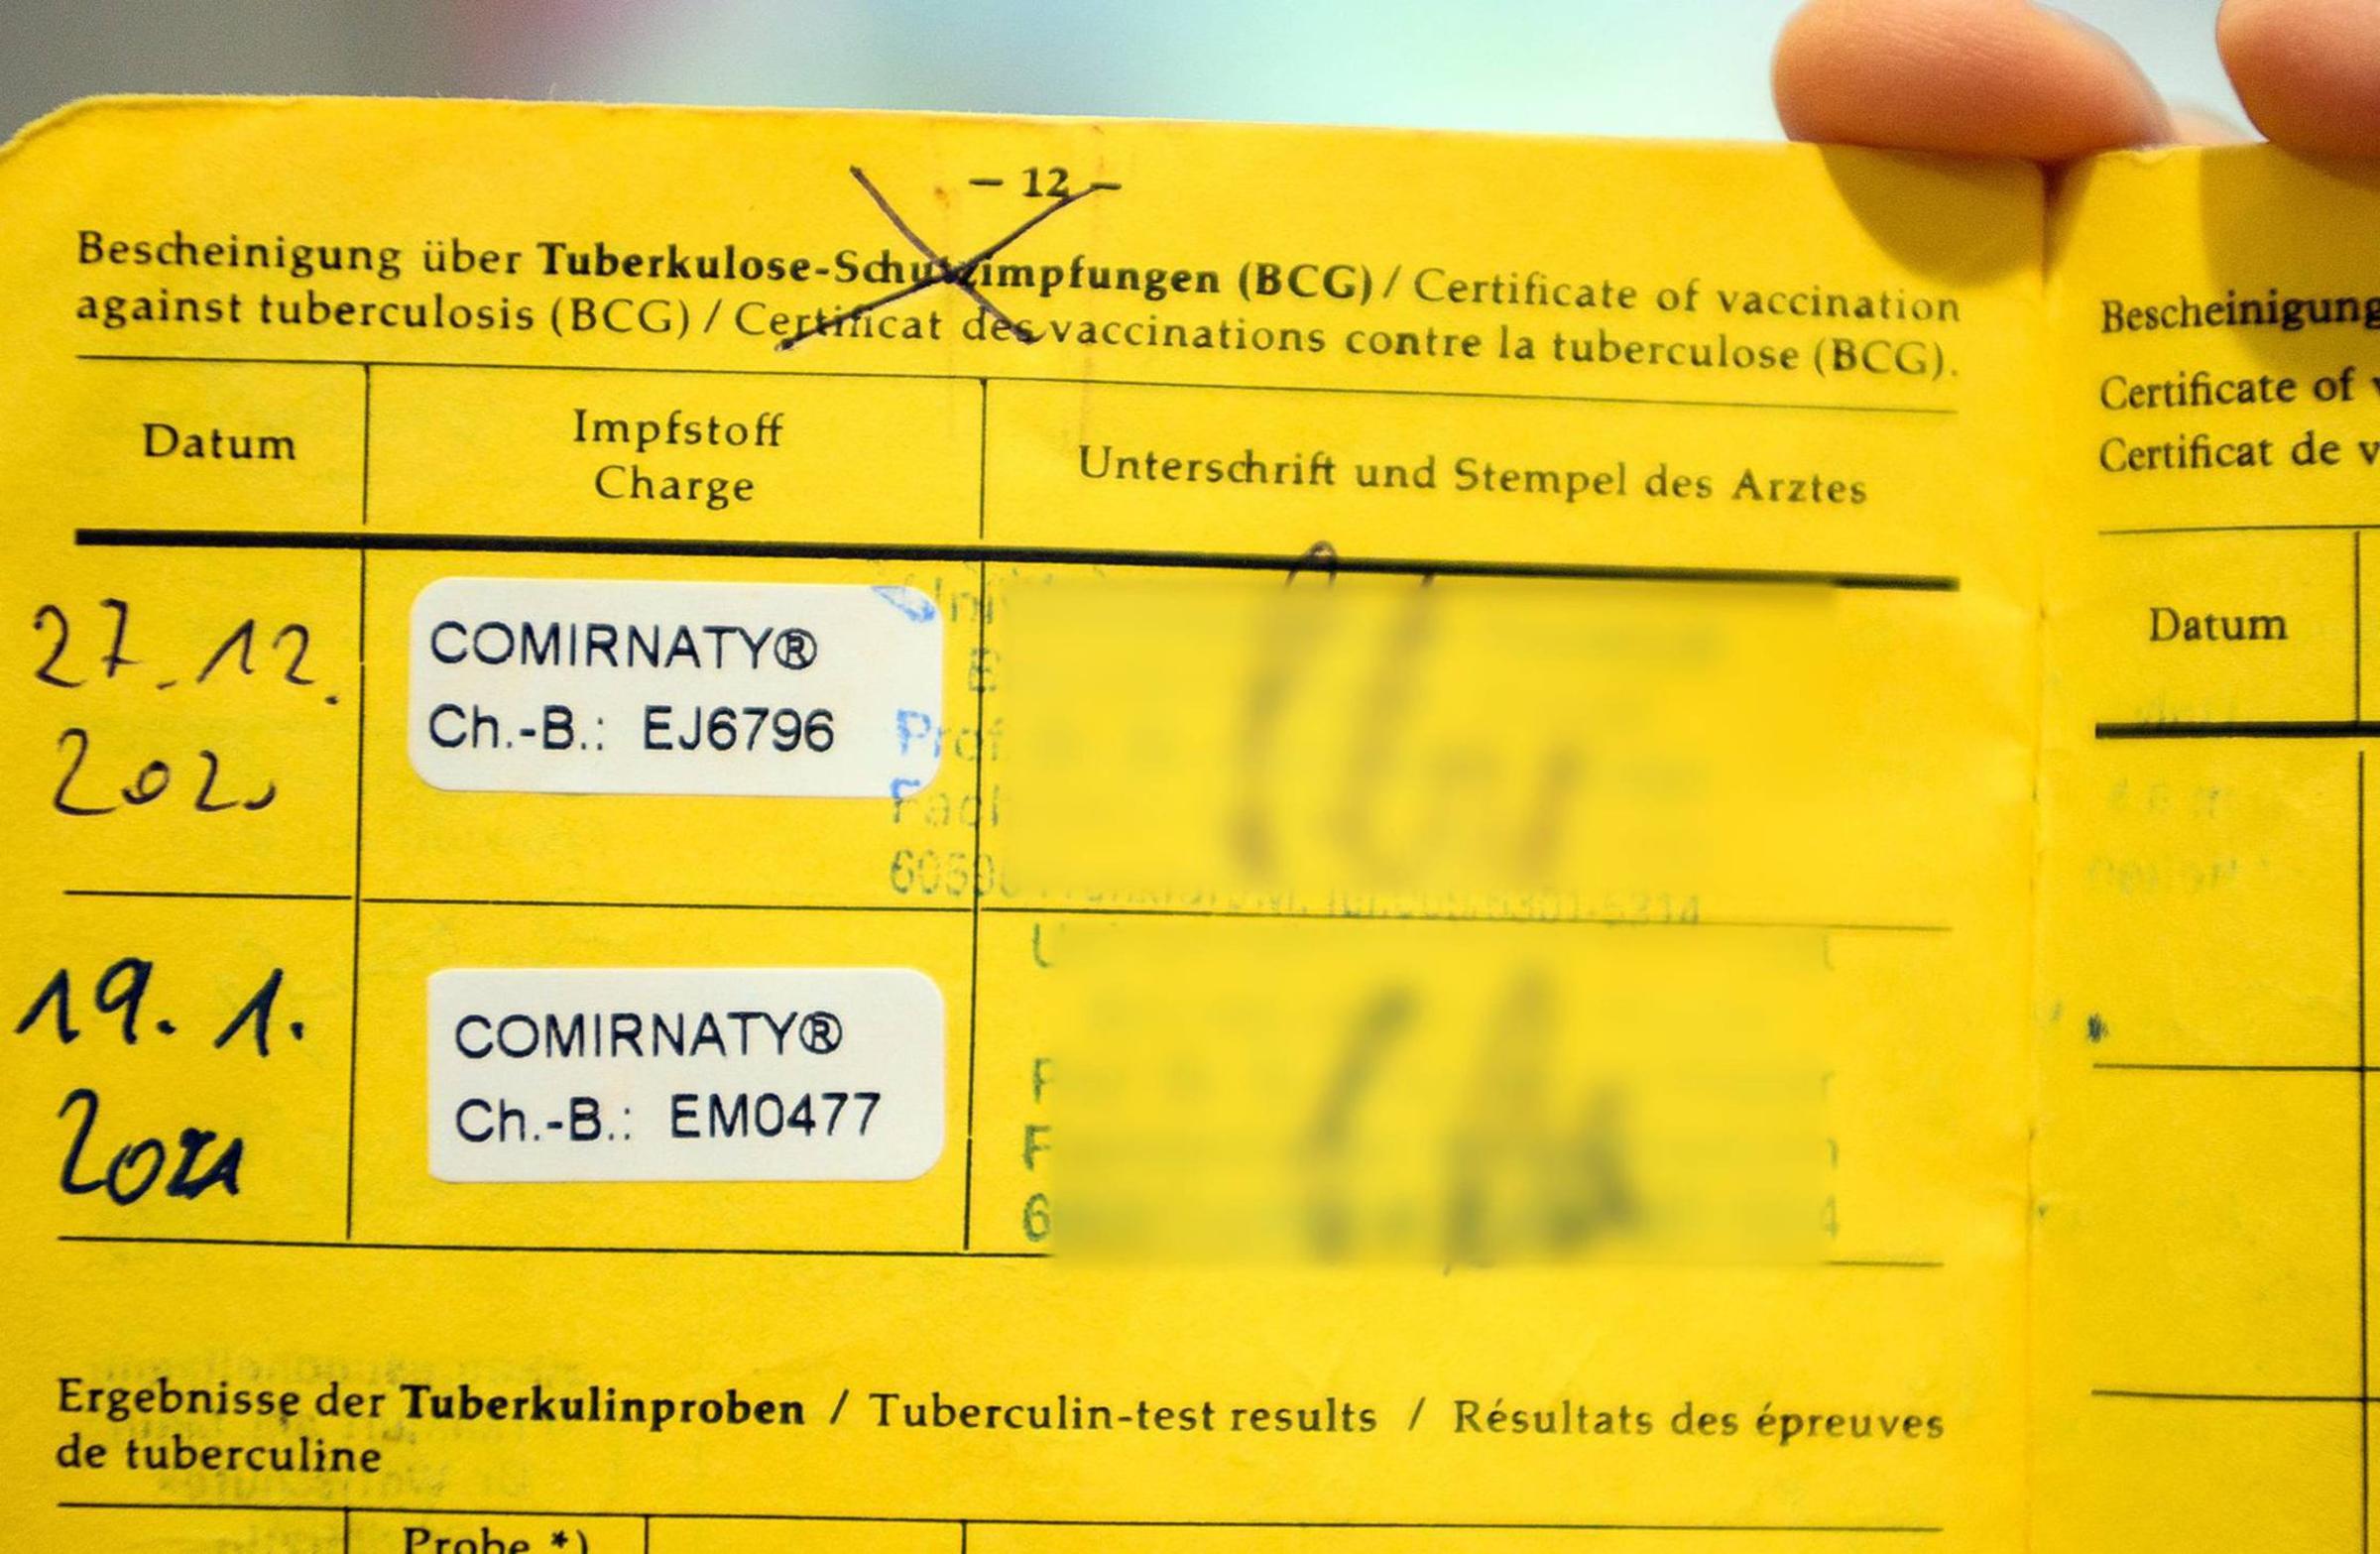 – 12 –
Bescheinigung über Tuberkulose-Schutzimpfungen (BCG) / Certificate of vaccination
against tuberculosis (BCG) / Certificat des vaccinations contre la tuberculose (BCG).
Datum
Impfstoff
Charge
Unterschrift und Stempel des Arztes
27.12.
2020
COMIRNATY®
Ch.-B.: EJ6796
19.1.
2021
COMIRNATY®
Ch.-B.: EM0477
Ergebnisse der Tuberkulinproben / Tuberculin-test results / Résultats des épreuves
de tuberculine
Probe *)
Bescheinigung
Certificate of
Certificat de
Datum